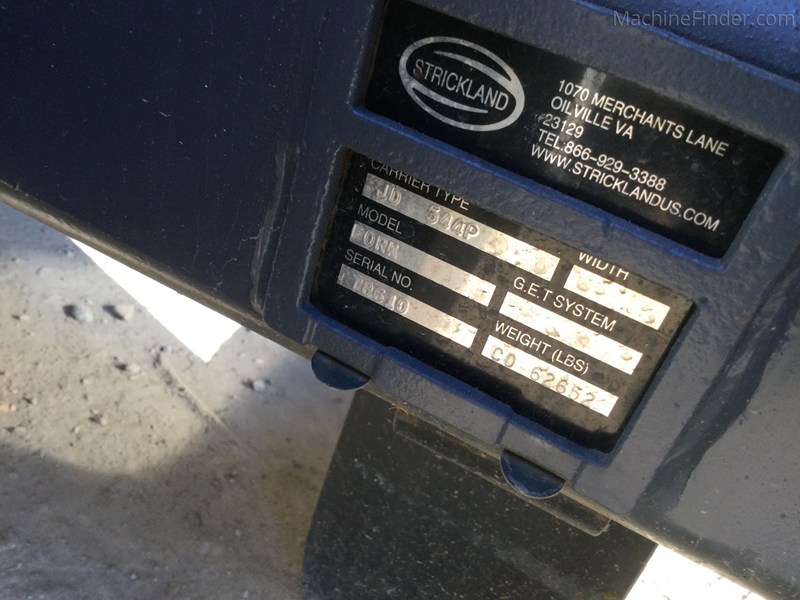 MachineFinder.com
STRICKLAND
1070 MERCHANTS LANE
OILVILLE VA
23129
TEL.866-929-3388
WWW.STRICKLANDUS.COM
CARRIER TYPE
JD 544P
WIDTH
MODEL
FORK
G.E.T SYSTEM
SERIAL NO.
WEIGHT (LBS)
CO-62652